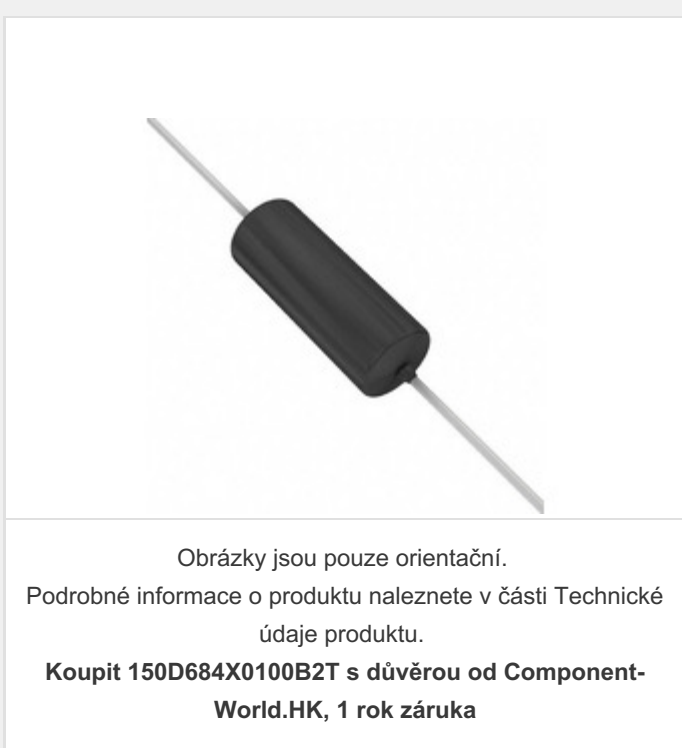 Obrázky jsou pouze orientační.
Podrobné informace o produktu naleznete v části Technické
údaje produktu.
Koupit 150D684X0100B2T s důvěrou od Component-
World.HK, 1 rok záruka